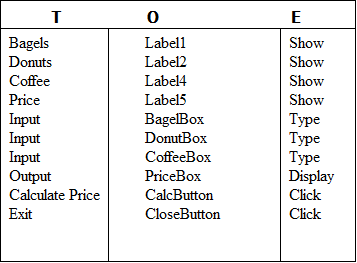 T O E
Bagels Label1 Show
Donuts Label2 Show
Coffee Label4 Show
Price Label5 Show
Input BagelBox Type
Input DonutBox Type
Input CoffeeBox Type
Output PriceBox Display
Calculate Price CalcButton Click
Exit CloseButton Click